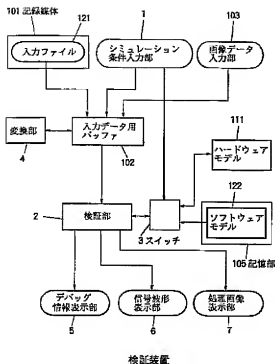 101 記録媒体
121
入力ファイル
1
シミュレーション
条件入力部
103
画像データ
入力部
変換部
4
入力データ用
バッファ
102
111
ハードウェア
モデル
2
検証部
3 スイッチ
122
ソフトウェア
モデル
105 記憶部
デバッグ
情報表示部
5
信号波形
表示部
6
処理画像
表示部
7
検証装置